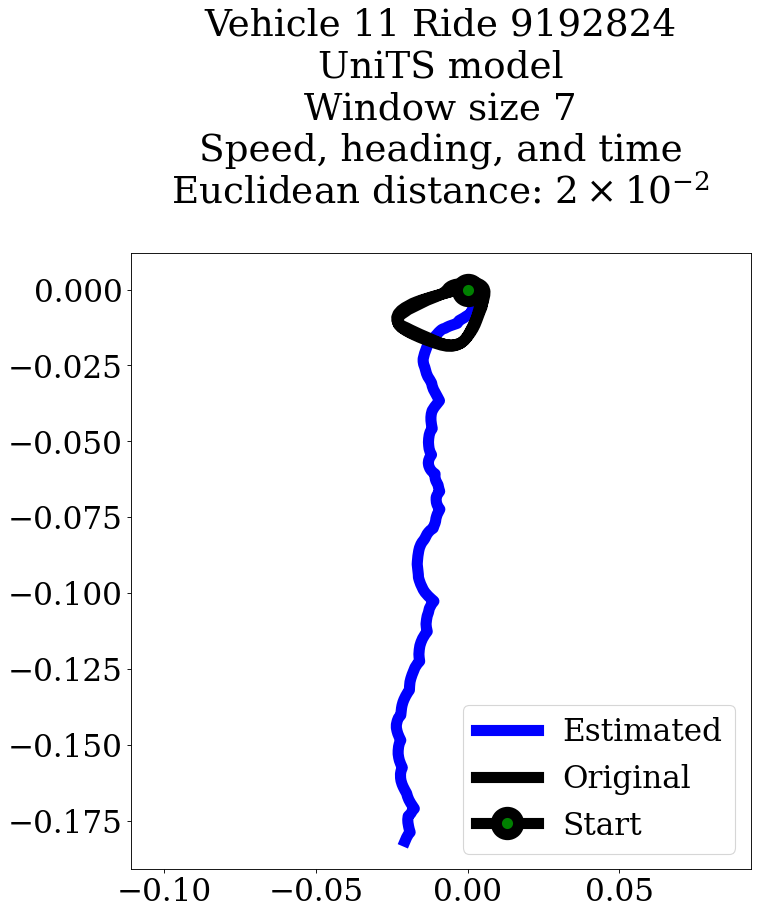 Vehicle 11 Ride 9192824
UniTS model
Window size 7
Speed, heading, and time
Euclidean distance: 2 × 10⁻²
0.000
−0.025
−0.050
−0.075
−0.100
−0.125
−0.150
−0.175
Estimated
Original
Start
−0.10
−0.05
0.00
0.05